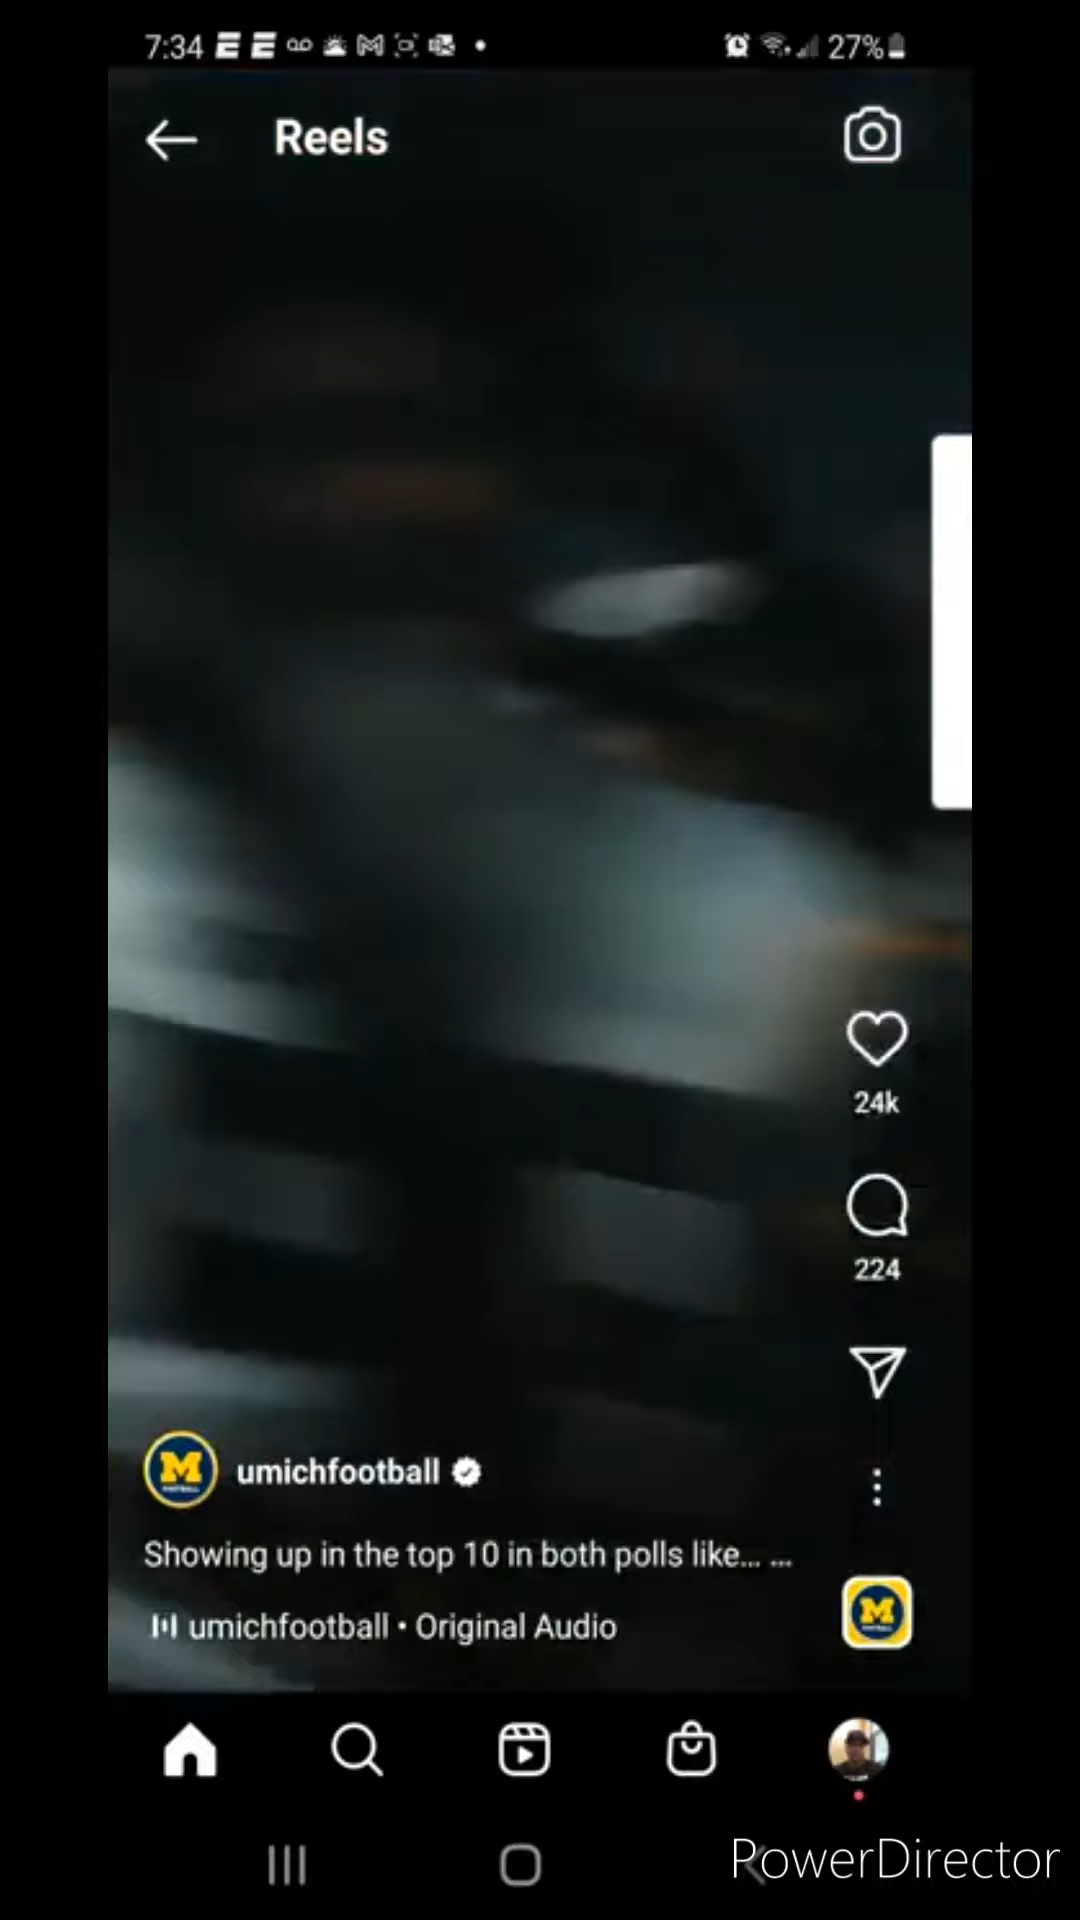 7:34
27%
Reels
24k
224
M
umichfootball
Showing up in the top 10 in both polls like... ...
umichfootball • Original Audio
M
PowerDirector